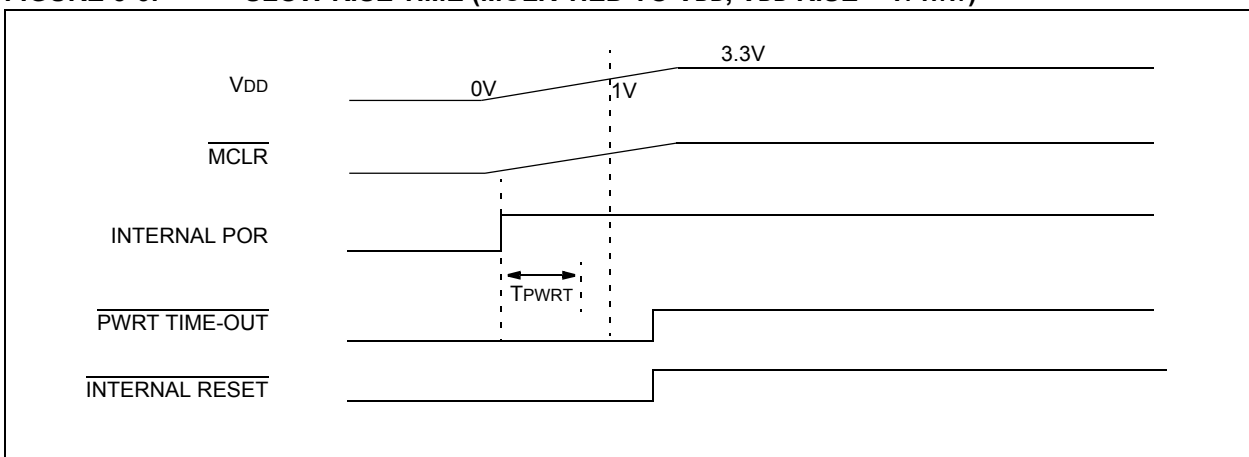 3.3V
VDD
0V
1V
MCLR
INTERNAL POR
TPWRT
PWRT TIME-OUT
INTERNAL RESET